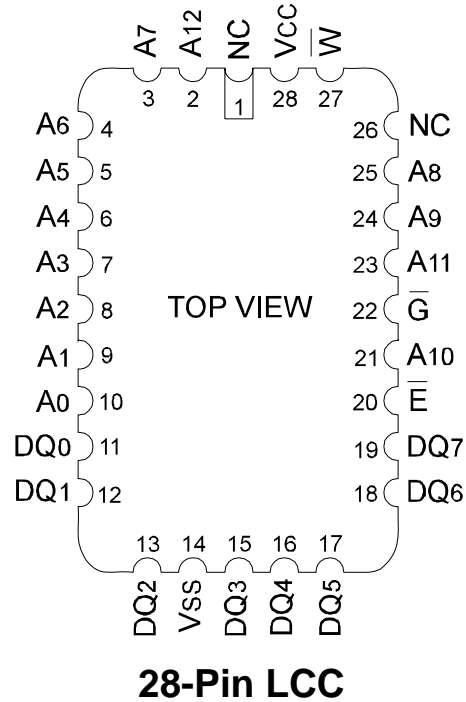 A7 A12 NC VCC W̅
3 2 1 28 27
A6 4 26 NC
A5 5 25 A8
A4 6 24 A9
A3 7 23 A11
A2 8 TOP VIEW 22 G̅
A1 9 21 A10
A0 10 20 E̅
DQ0 11 19 DQ7
DQ1 12 18 DQ6
13 14 15 16 17
DQ2 VSS DQ3 DQ4 DQ5
28-Pin LCC